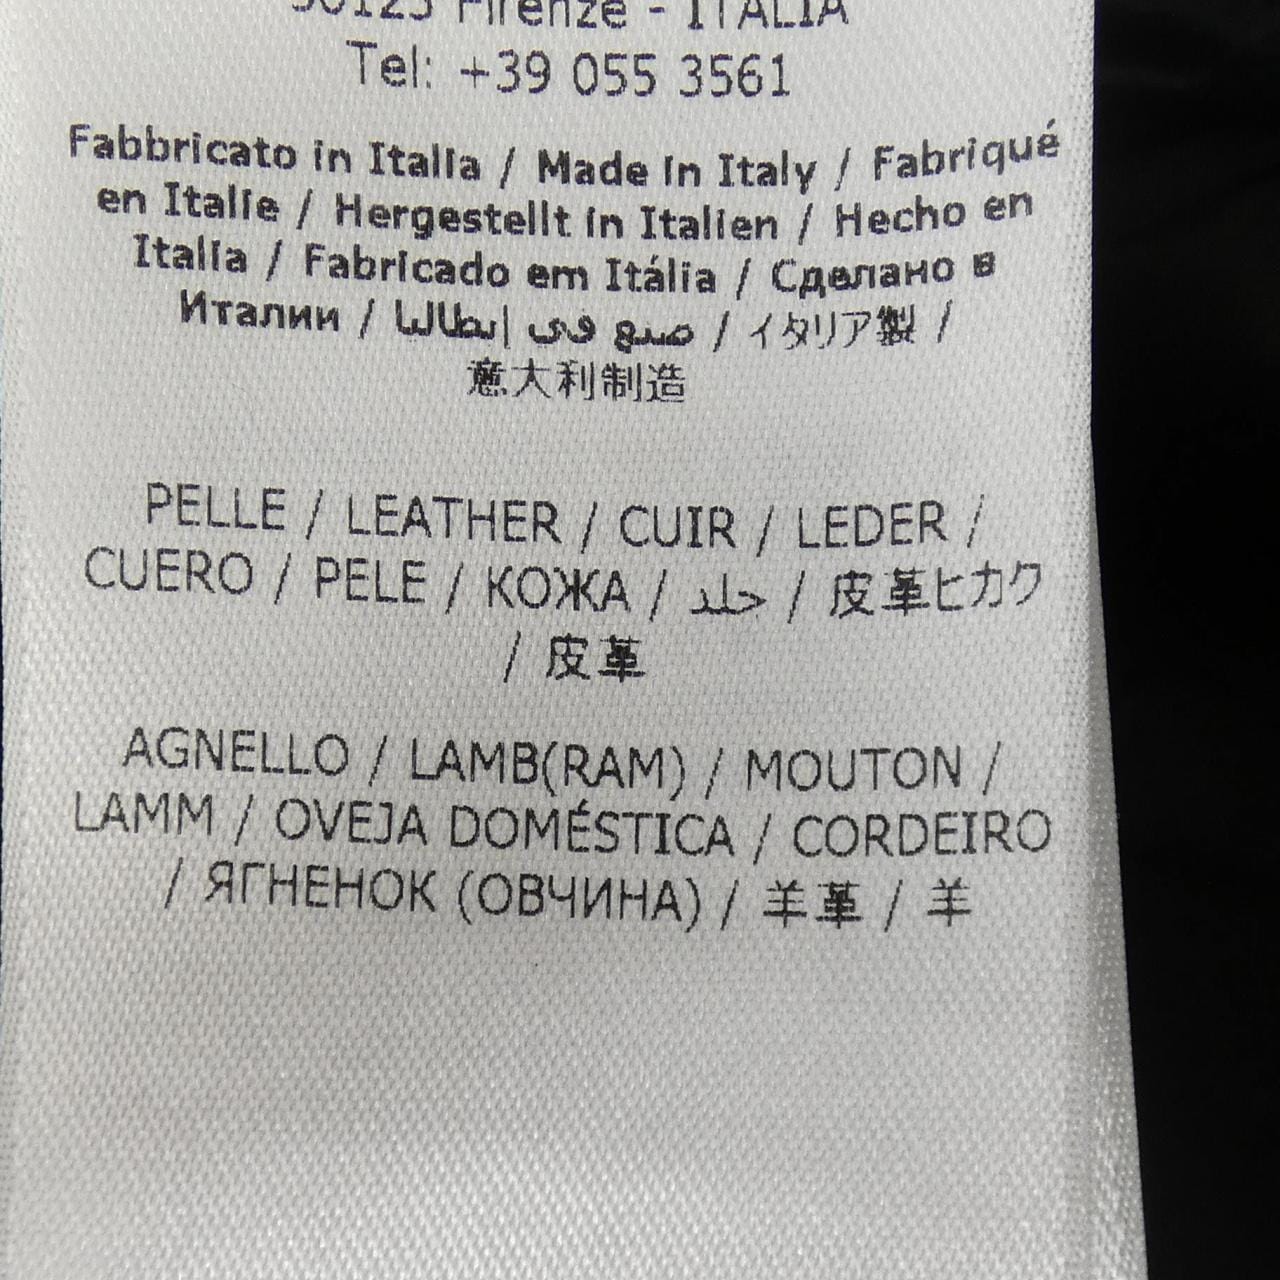 50123 Firenze - ITALIA
Tel: +39 055 3561
Fabbricato in Italia / Made in Italy / Fabriqué
en Italie / Hergestellt in Italien / Hecho en
Italia / Fabricado em Itália / Сделано в
Италии / صنع في إيطاليا / イタリア製 /
意大利制造
PELLE / LEATHER / CUIR / LEDER /
CUERO / PELE / КОЖА / جلد / 皮革ヒカク
/ 皮革
AGNELLO / LAMB(RAM) / MOUTON /
LAMM / OVEJA DOMÉSTICA / CORDEIRO
/ ЯГНЕНОК (ОВЧИНА) / 羊革 / 羊